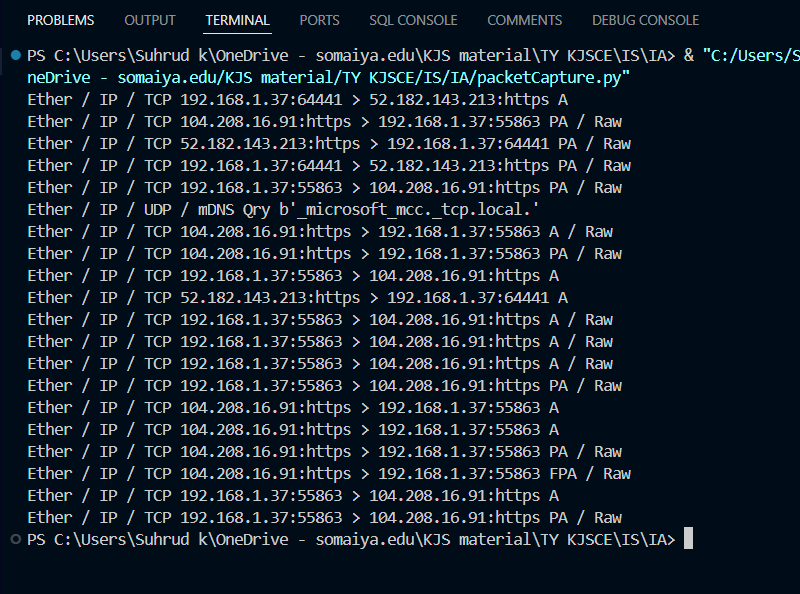 PROBLEMS OUTPUT TERMINAL PORTS SQL CONSOLE COMMENTS DEBUG CONSOLE
PS C:\Users\Suhrud k\OneDrive - somaiya.edu\KJS material\TY KJSCE\IS\IA> & "C:/Users/S
neDrive - somaiya.edu/KJS material/TY KJSCE/IS/IA/packetCapture.py"
Ether / IP / TCP 192.168.1.37:64441 > 52.182.143.213:https A
Ether / IP / TCP 104.208.16.91:https > 192.168.1.37:55863 PA / Raw
Ether / IP / TCP 52.182.143.213:https > 192.168.1.37:64441 PA / Raw
Ether / IP / TCP 192.168.1.37:64441 > 52.182.143.213:https PA / Raw
Ether / IP / TCP 192.168.1.37:55863 > 104.208.16.91:https PA / Raw
Ether / IP / UDP / mDNS Qry b'_microsoft_mcc._tcp.local.'
Ether / IP / TCP 104.208.16.91:https > 192.168.1.37:55863 A / Raw
Ether / IP / TCP 104.208.16.91:https > 192.168.1.37:55863 PA / Raw
Ether / IP / TCP 192.168.1.37:55863 > 104.208.16.91:https A
Ether / IP / TCP 52.182.143.213:https > 192.168.1.37:64441 A
Ether / IP / TCP 192.168.1.37:55863 > 104.208.16.91:https A / Raw
Ether / IP / TCP 192.168.1.37:55863 > 104.208.16.91:https A / Raw
Ether / IP / TCP 192.168.1.37:55863 > 104.208.16.91:https A / Raw
Ether / IP / TCP 192.168.1.37:55863 > 104.208.16.91:https PA / Raw
Ether / IP / TCP 104.208.16.91:https > 192.168.1.37:55863 A
Ether / IP / TCP 104.208.16.91:https > 192.168.1.37:55863 A
Ether / IP / TCP 104.208.16.91:https > 192.168.1.37:55863 PA / Raw
Ether / IP / TCP 104.208.16.91:https > 192.168.1.37:55863 FPA / Raw
Ether / IP / TCP 192.168.1.37:55863 > 104.208.16.91:https A
Ether / IP / TCP 192.168.1.37:55863 > 104.208.16.91:https PA / Raw
PS C:\Users\Suhrud k\OneDrive - somaiya.edu\KJS material\TY KJSCE\IS\IA>